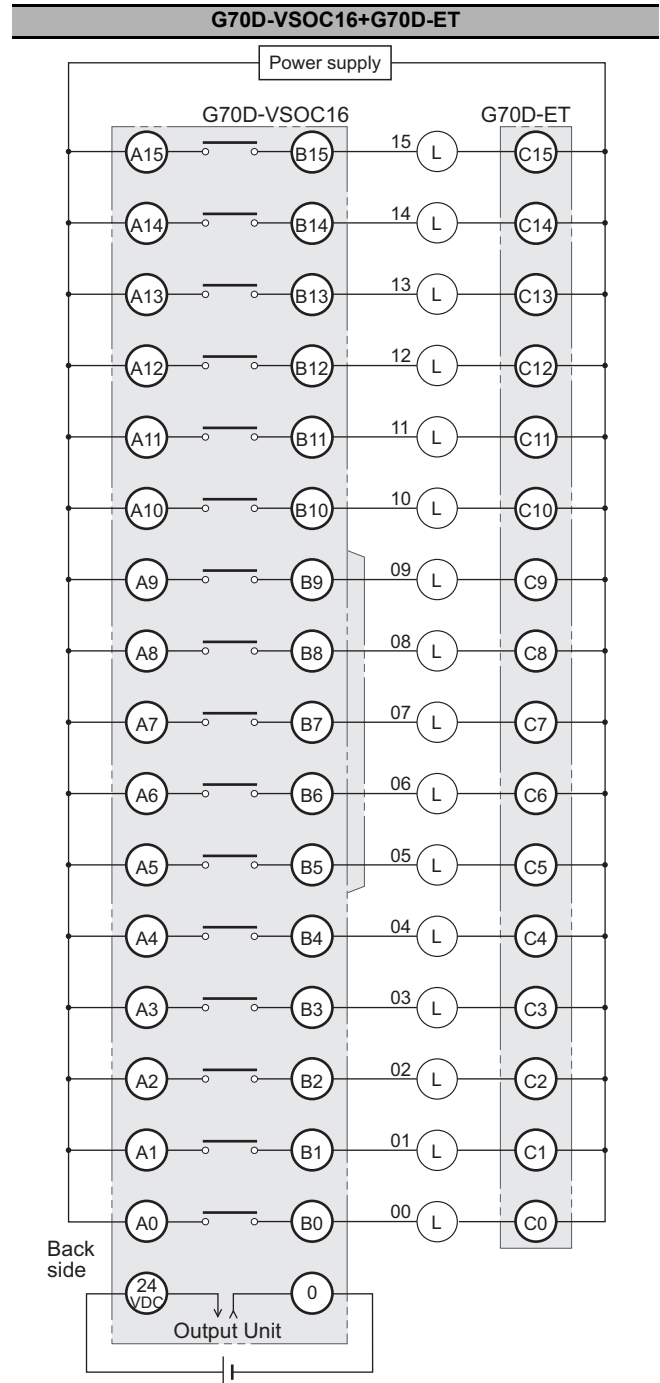 G70D-VSOC16+G70D-ET
Power supply
G70D-VSOC16 G70D-ET
A15 B15 15 L C15
A14 B14 14 L C14
A13 B13 13 L C13
A12 B12 12 L C12
A11 B11 11 L C11
A10 B10 10 L C10
A9 B9 09 L C9
A8 B8 08 L C8
A7 B7 07 L C7
A6 B6 06 L C6
A5 B5 05 L C5
A4 B4 04 L C4
A3 B3 03 L C3
A2 B2 02 L C2
A1 B1 01 L C1
A0 B0 00 L C0
Back
side
24
VDC
0
Output Unit